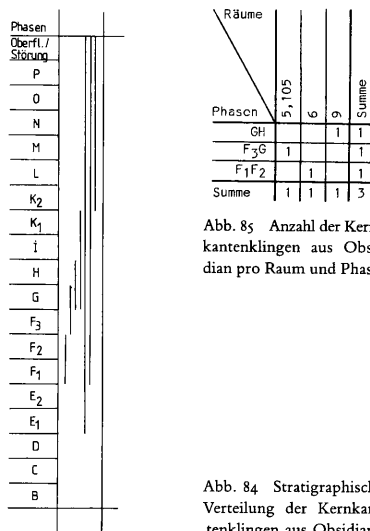 Phasen
Oberfl./
Störung
P
O
N
M
L
K2
K1
İ
H
G
F3
F2
F1
E2
E1
D
C
B
Räume
Phasen
5,105
6
9
Summe
GH 1 1
F3G 1 1
F1F2 1 1
Summe 1 1 1 3
Abb. 85 Anzahl der Kern
kantenklingen aus Obs
dian pro Raum und Phas
Abb. 84 Stratigraphisch
Verteilung der Kernkan
tenklingen aus Obsidian